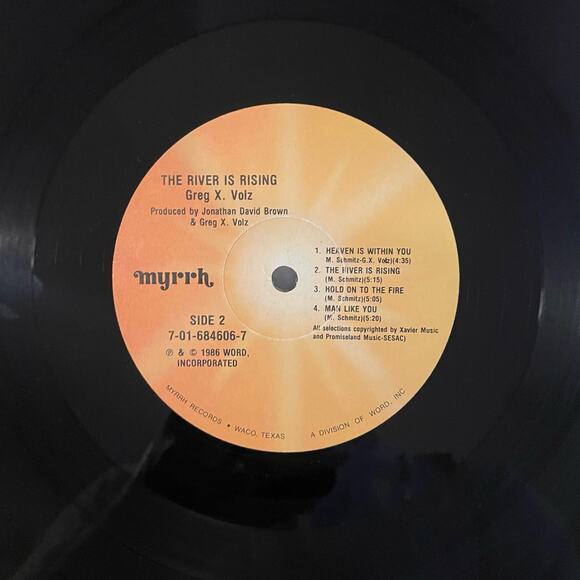 THE RIVER IS RISING
Greg X. Volz
Produced by Jonathan David Brown
& Greg X. Volz
myrrh
SIDE 2
7-01-684606-7
℗ & © 1986 WORD,
INCORPORATED
1. HEAVEN IS WITHIN YOU
M. Schmitz-G.X. Volz)(4:35)
2. THE RIVER IS RISING
(M. Schmitz)(5:15)
3. HOLD ON TO THE FIRE
(M. Schmitz)(5:05)
4. MAN LIKE YOU
(M. Schmitz)(5:20)
All selections copyrighted by Xavier Music
and Promiseland Music-SESAC)
MYRRH RECORDS • WACO, TEXAS A DIVISION OF WORD, INC